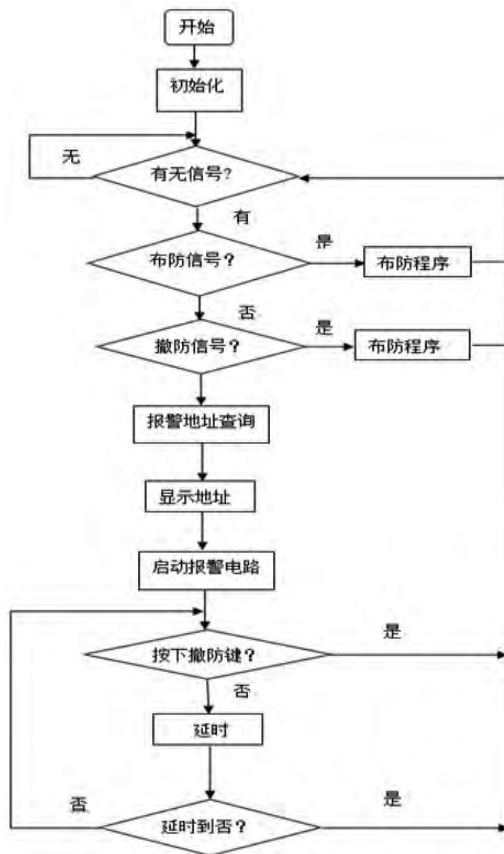 开始
初始化
无
有无信号?
有
布防信号？
是
布防程序
否
撤防信号？
是
布防程序
报警地址查询
显示地址
启动报警电路
按下撤防键？
是
否
延时
否
延时到否？
是